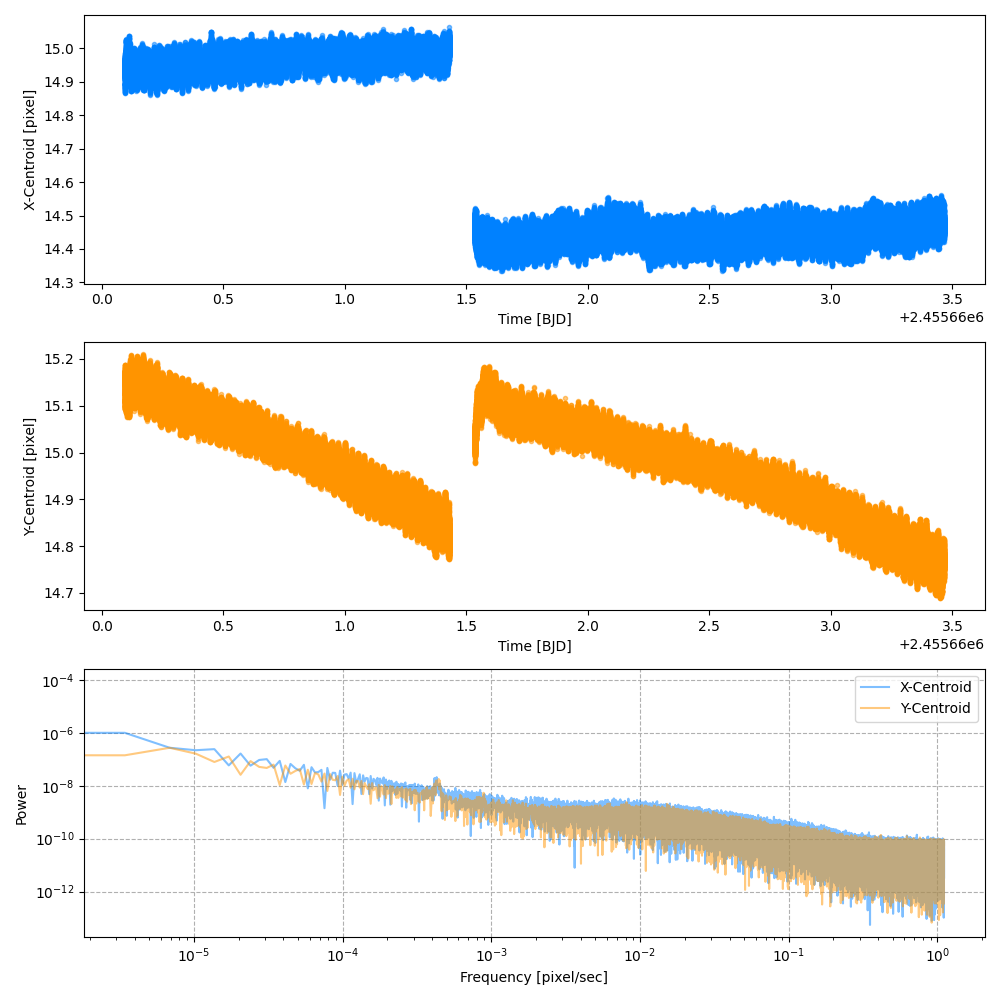 15.0
14.9
14.8
14.7
14.6
14.5
14.4
14.3
X-Centroid [pixel]
0.0 0.5 1.0 1.5 2.0 2.5 3.0 3.5
Time [BJD]
+2.45566e6
15.2
15.1
15.0
14.9
14.8
14.7
Y-Centroid [pixel]
0.0 0.5 1.0 1.5 2.0 2.5 3.0 3.5
Time [BJD]
+2.45566e6
10⁻⁴
10⁻⁶
10⁻⁸
10⁻¹⁰
10⁻¹²
Power
X-Centroid
Y-Centroid
10⁻⁵ 10⁻⁴ 10⁻³ 10⁻² 10⁻¹ 10⁰
Frequency [pixel/sec]